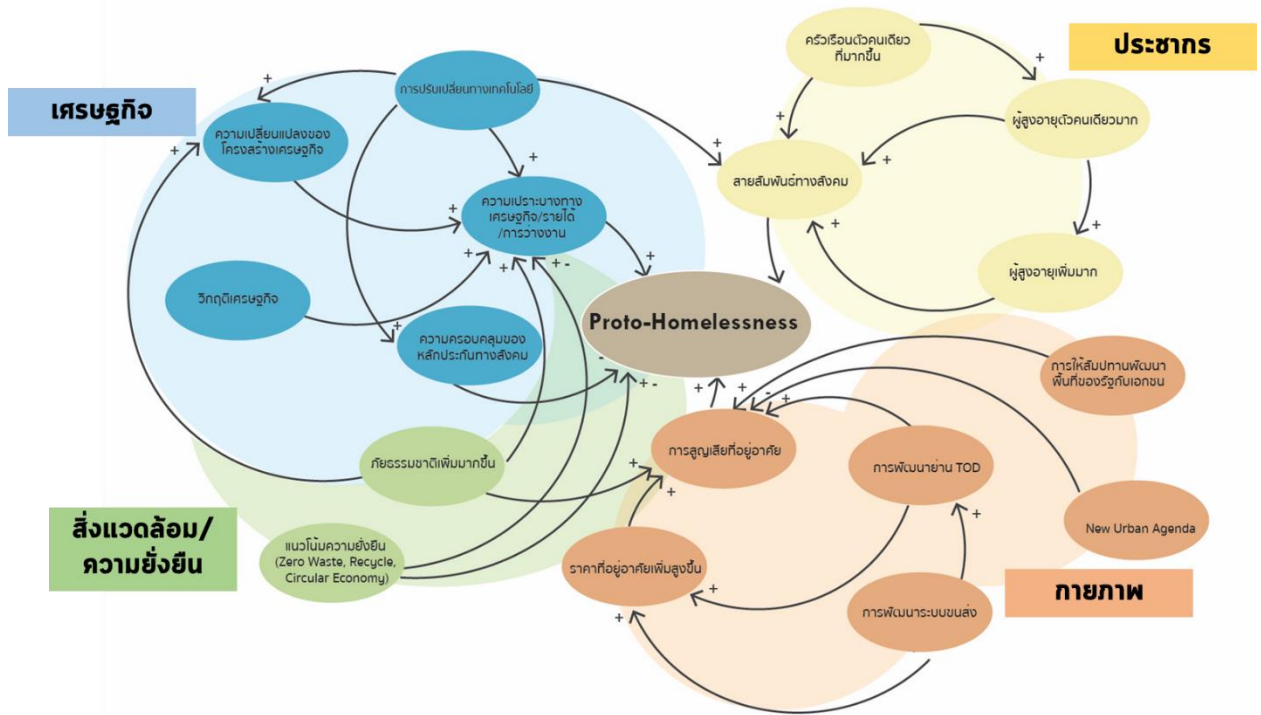 ประชากร
ครัวเรือนตัวคนเดียว
ที่มากขึ้น
เศรษฐกิจ
การปรับเปลี่ยนทางเทคโนโลยี
ความเปลี่ยนแปลงของ
โครงสร้างเศรษฐกิจ
ผู้สูงอายุตัวคนเดียวมาก
สายสัมพันธ์ทางสังคม
ความเปราะบางทาง
เศรษฐกิจ/รายได้
/การว่างงาน
ผู้สูงอายุเพิ่มมาก
วิกฤติเศรษฐกิจ
Proto-Homelessness
ความครอบคลุมของ
หลักประกันทางสังคม
การให้สัมปทานพัฒนา
พื้นที่ของรัฐกับเอกชน
การสูญเสียที่อยู่อาศัย
ภัยธรรมชาติเพิ่มมากขึ้น
การพัฒนาย่าน TOD
สิ่งแวดล้อม/
ความยั่งยืน
แนวโน้มความยั่งยืน
(Zero Waste, Recycle,
Circular Economy)
ราคาที่อยู่อาศัยเพิ่มสูงขึ้น
New Urban Agenda
กายภาพ
การพัฒนาระบบขนส่ง